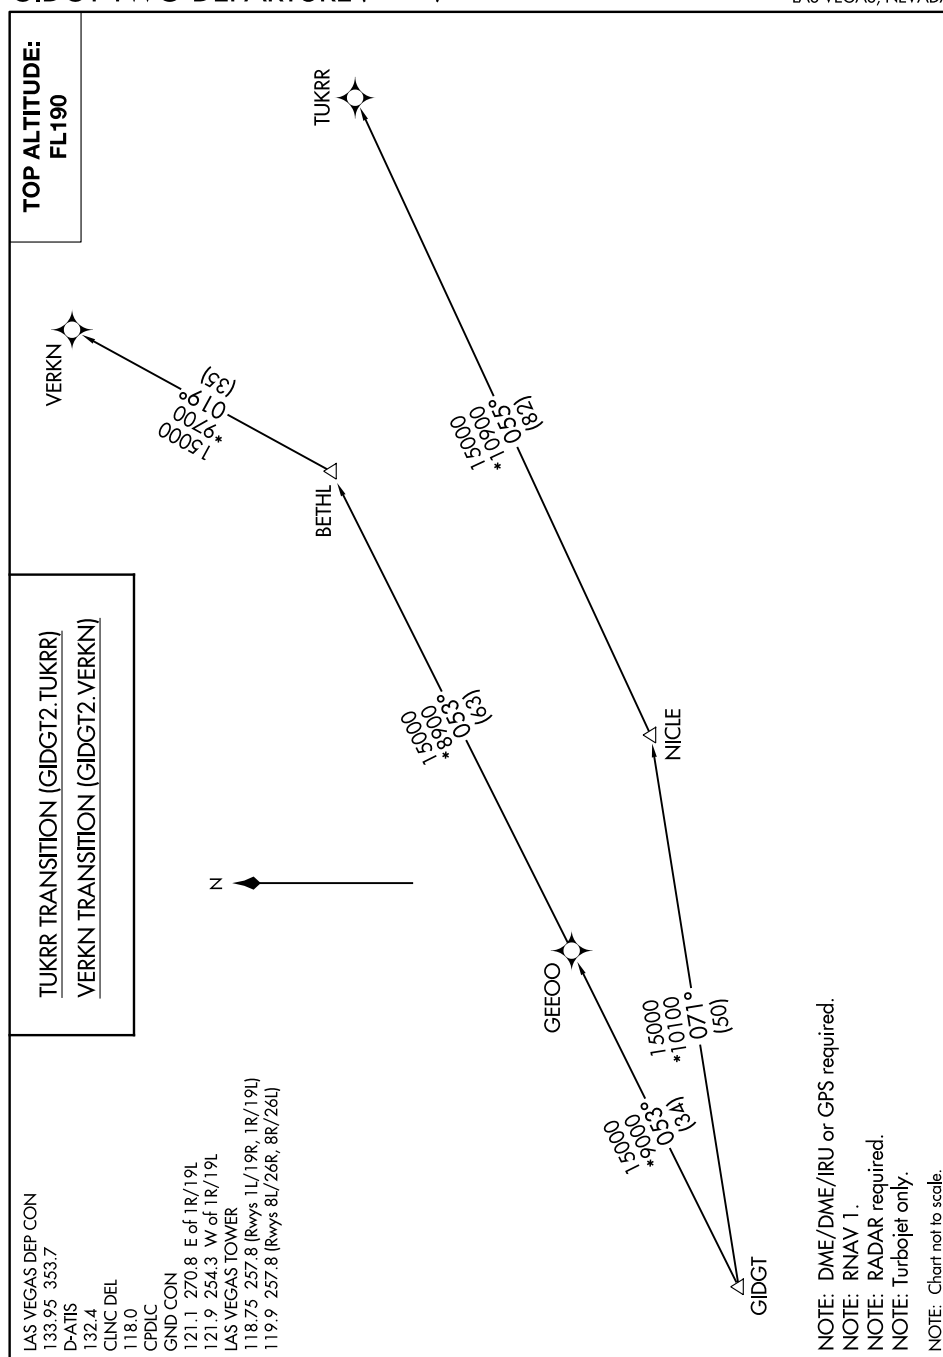 LAS VEGAS, NEVADA
TOP ALTITUDE:
FL190
TUKRR TRANSITION (GIDGT2.TUKRR)
VERKN TRANSITION (GIDGT2.VERKN)
LAS VEGAS DEP CON
133.95 353.7
D-ATIS
132.4
CLNC DEL
118.0
CPDLC
GND CON
121.1 270.8 E of 1R/19L
121.9 254.3 W of 1R/19L
LAS VEGAS TOWER
118.75 257.8 (Rwys 1L/19R, 1R/19L)
119.9 257.8 (Rwys 8L/26R, 8R/26L)
N
VERKN
15000
*9700
019°
(35)
BETHL
15000
*8900
053°
(63)
GEEOO
15000
*9000
053°
(34)
GIDGT
15000
*10100
071°
(50)
NICLE
15000
*10900
055°
(82)
TUKRR
NOTE: DME/DME/IRU or GPS required.
NOTE: RNAV 1.
NOTE: RADAR required.
NOTE: Turbojet only.
NOTE: Chart not to scale.